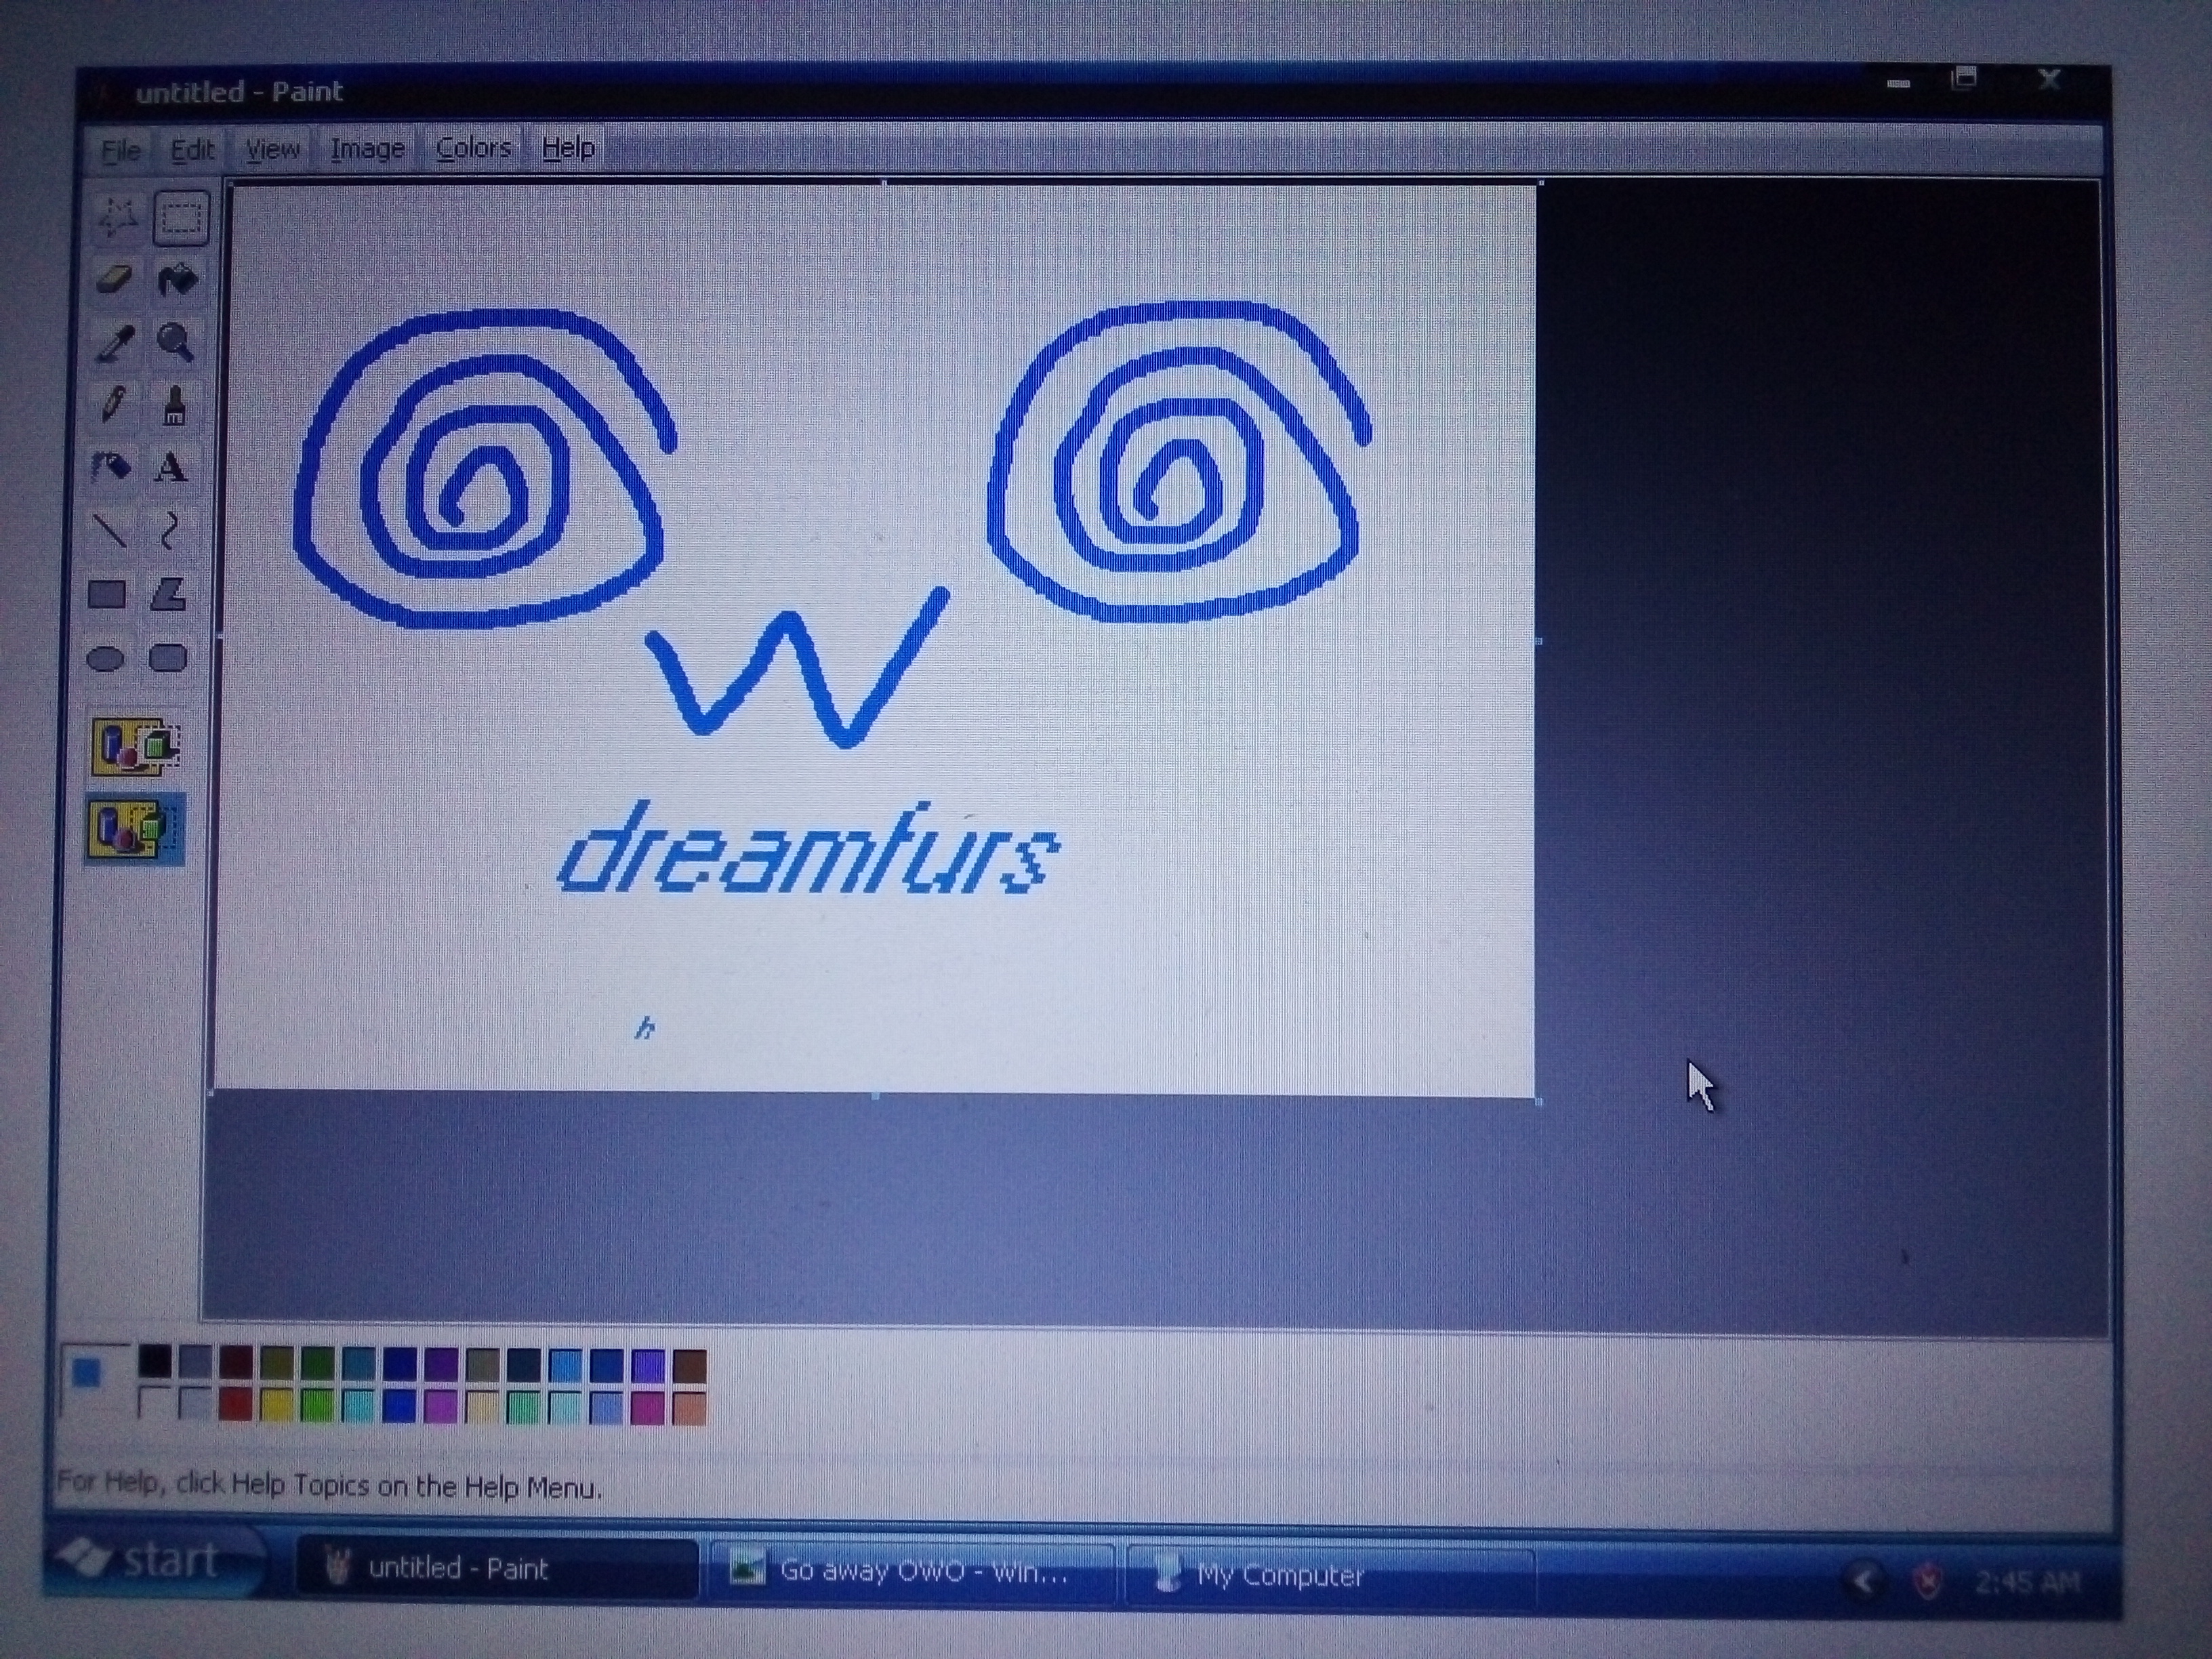 untitled - Paint
File Edit View Image Colors Help
A
W
dreamfurs
h
For Help, click Help Topics on the Help Menu.
start untitled - Paint Go away OWO - Win... My Computer 2:45 AM